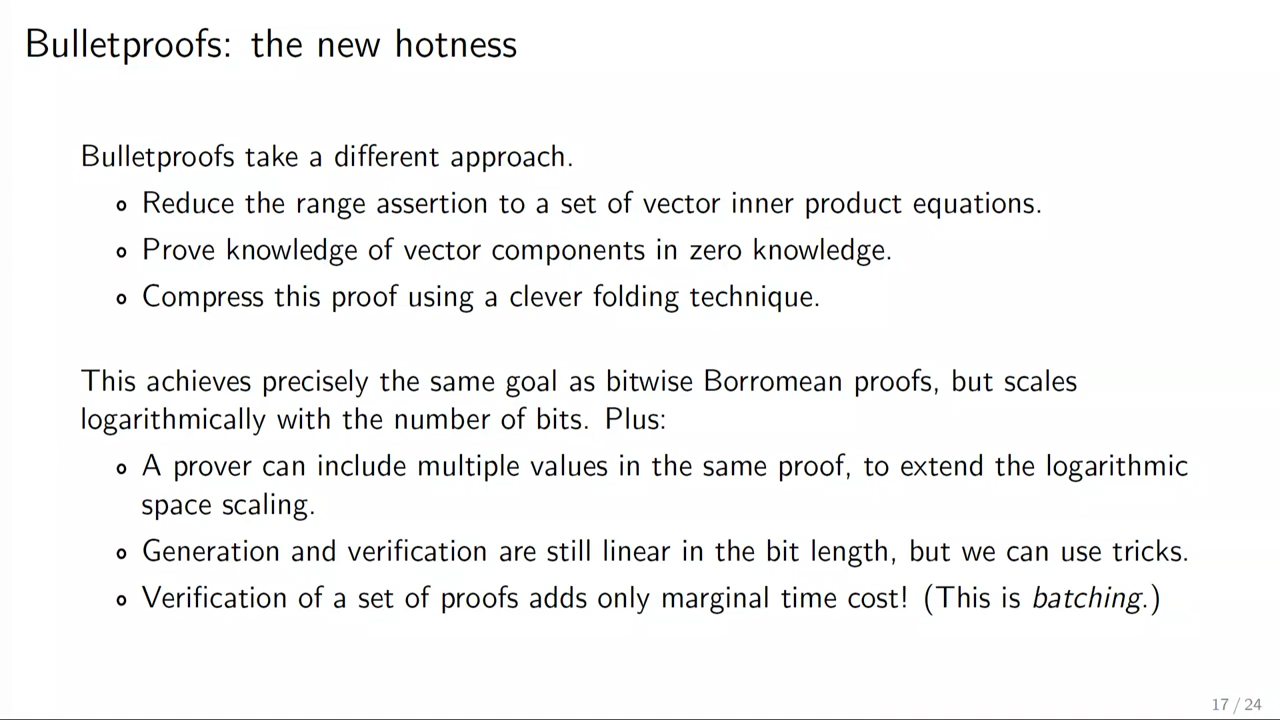 Bulletproofs: the new hotness
Bulletproofs take a different approach.
Reduce the range assertion to a set of vector inner product equations.
Prove knowledge of vector components in zero knowledge.
Compress this proof using a clever folding technique.
This achieves precisely the same goal as bitwise Borromean proofs, but scales
logarithmically with the number of bits. Plus:
A prover can include multiple values in the same proof, to extend the logarithmic
space scaling.
Generation and verification are still linear in the bit length, but we can use tricks.
Verification of a set of proofs adds only marginal time cost! (This is batching.)
17 / 24